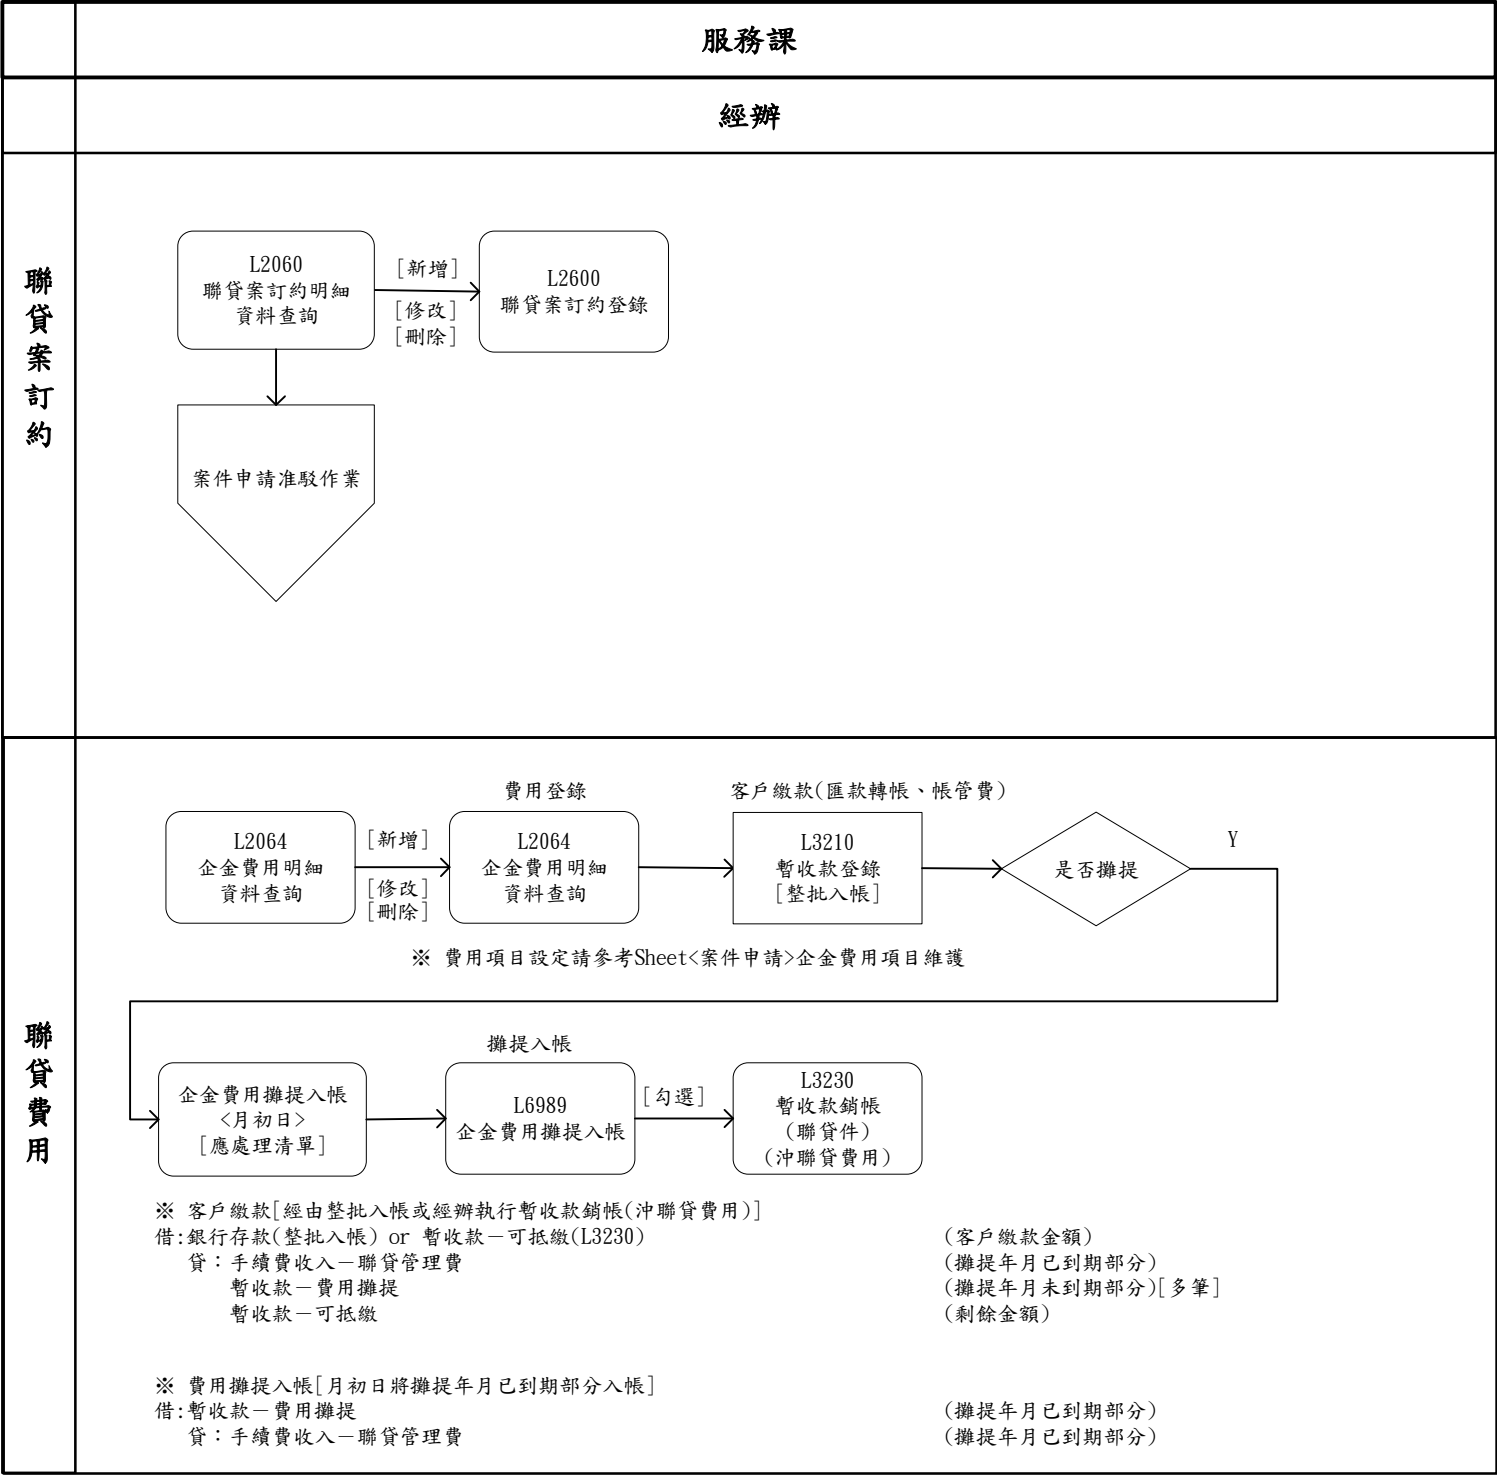 服務課
經辦
聯貸案訂約
L2060
聯貸案訂約明細
資料查詢
[新增]
[修改]
[刪除]
L2600
聯貸案訂約登錄
案件申請准駁作業
聯貸費用
費用登錄
客戶繳款(匯款轉帳、帳管費)
L2064
企金費用明細
資料查詢
[新增]
[修改]
[刪除]
L2064
企金費用明細
資料查詢
L3210
暫收款登錄
[整批入帳]
是否攤提
Y
※ 費用項目設定請參考Sheet<案件申請>企金費用項目維護
攤提入帳
企金費用攤提入帳
<月初日>
[應處理清單]
L6989
企金費用攤提入帳
[勾選]
L3230
暫收款銷帳
(聯貸件)
(沖聯貸費用)
※ 客戶繳款[經由整批入帳或經辦執行暫收款銷帳(沖聯貸費用)]
借:銀行存款(整批入帳) or 暫收款－可抵繳(L3230) (客戶繳款金額)
貸：手續費收入－聯貸管理費 (攤提年月已到期部分)
暫收款－費用攤提 (攤提年月未到期部分)[多筆]
暫收款－可抵繳 (剩餘金額)
※ 費用攤提入帳[月初日將攤提年月已到期部分入帳]
借:暫收款－費用攤提 (攤提年月已到期部分)
貸：手續費收入－聯貸管理費 (攤提年月已到期部分)